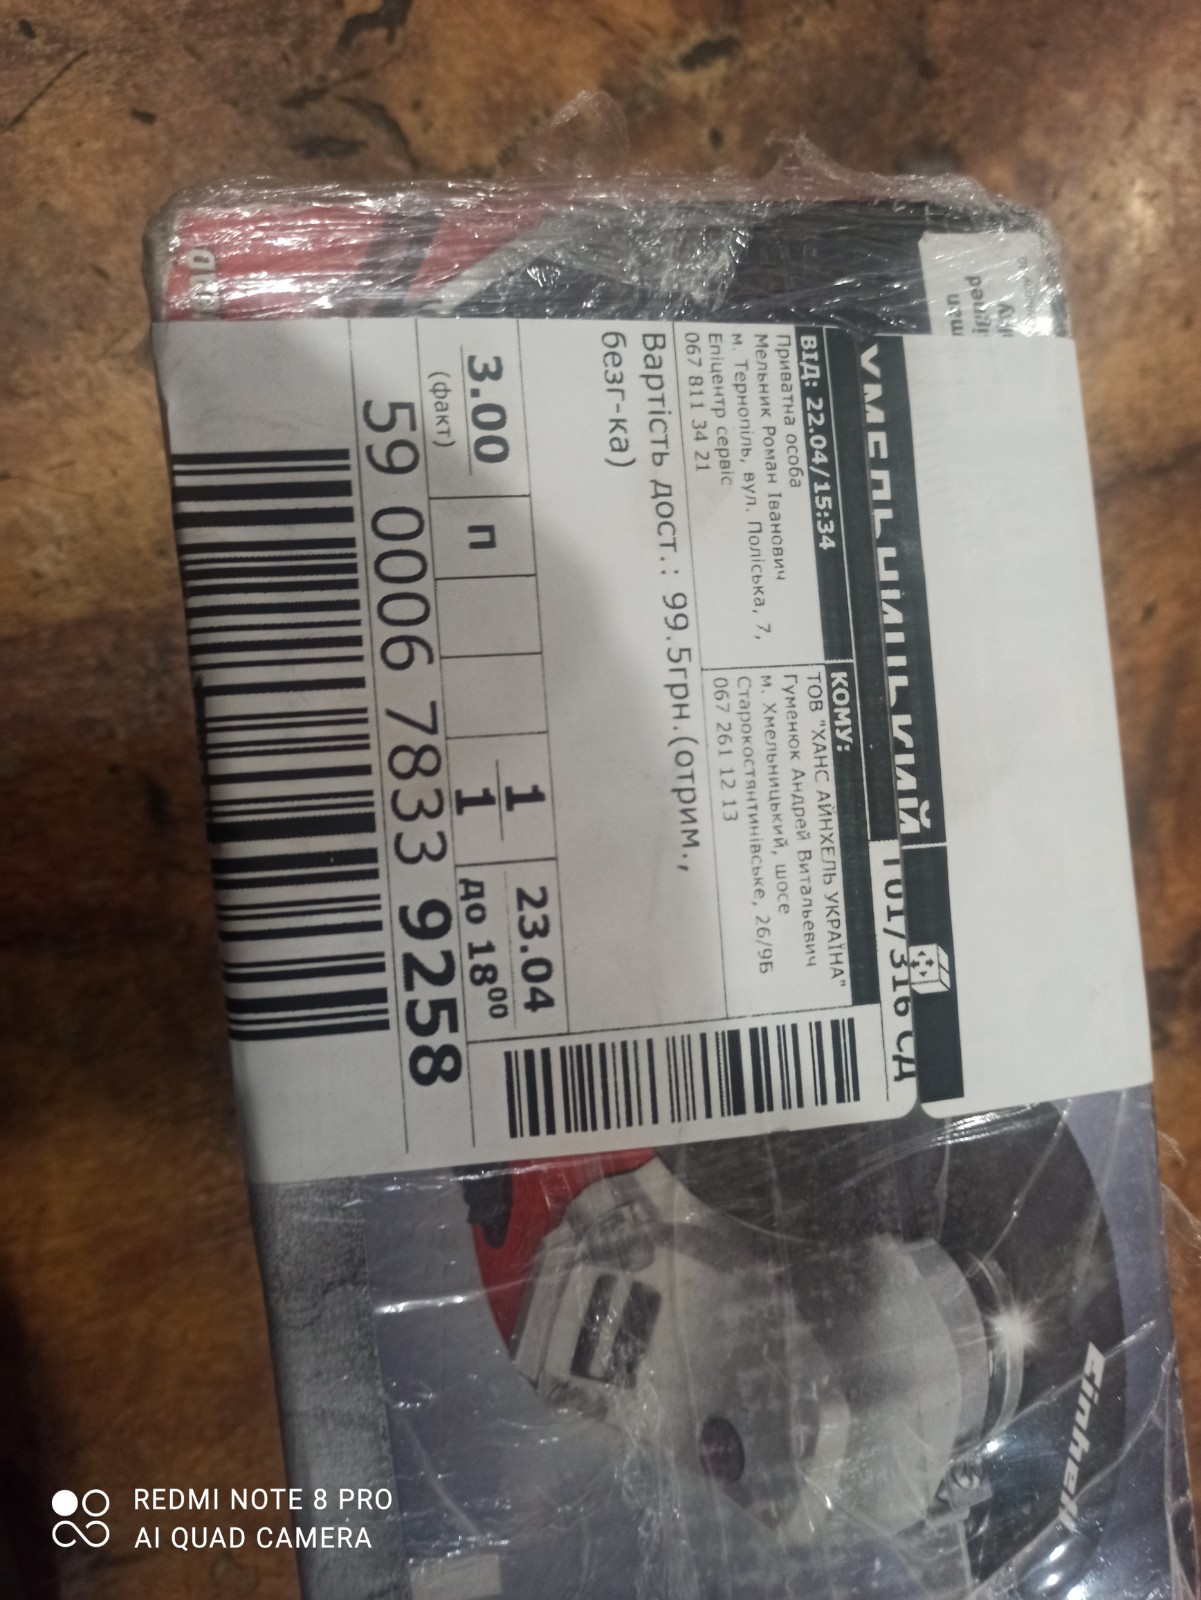 ХМЕЛЬНИЦЬКИЙ
ВІД: 22.04/15:34
Приватна особа
Мельник Роман Іванович
м. Тернопіль, вул. Поліська, 7,
Епіцентр сервіс
067 811 34 21
КОМУ:
ТОВ "ХАНС АЙНХЕЛЬ УКРАЇНА"
Гуменюк Андрей Витальевич
м. Хмельницький, шосе
Старокостянтинівське, 26/9Б
067 261 12 13
Вартість дост.: 99.5грн.(отрим.,
безг-ка)
3.00
(факт)
П
1
1
23.04
до 18⁰⁰
59 0006 7833 9258
Einhell
REDMI NOTE 8 PRO
AI QUAD CAMERA